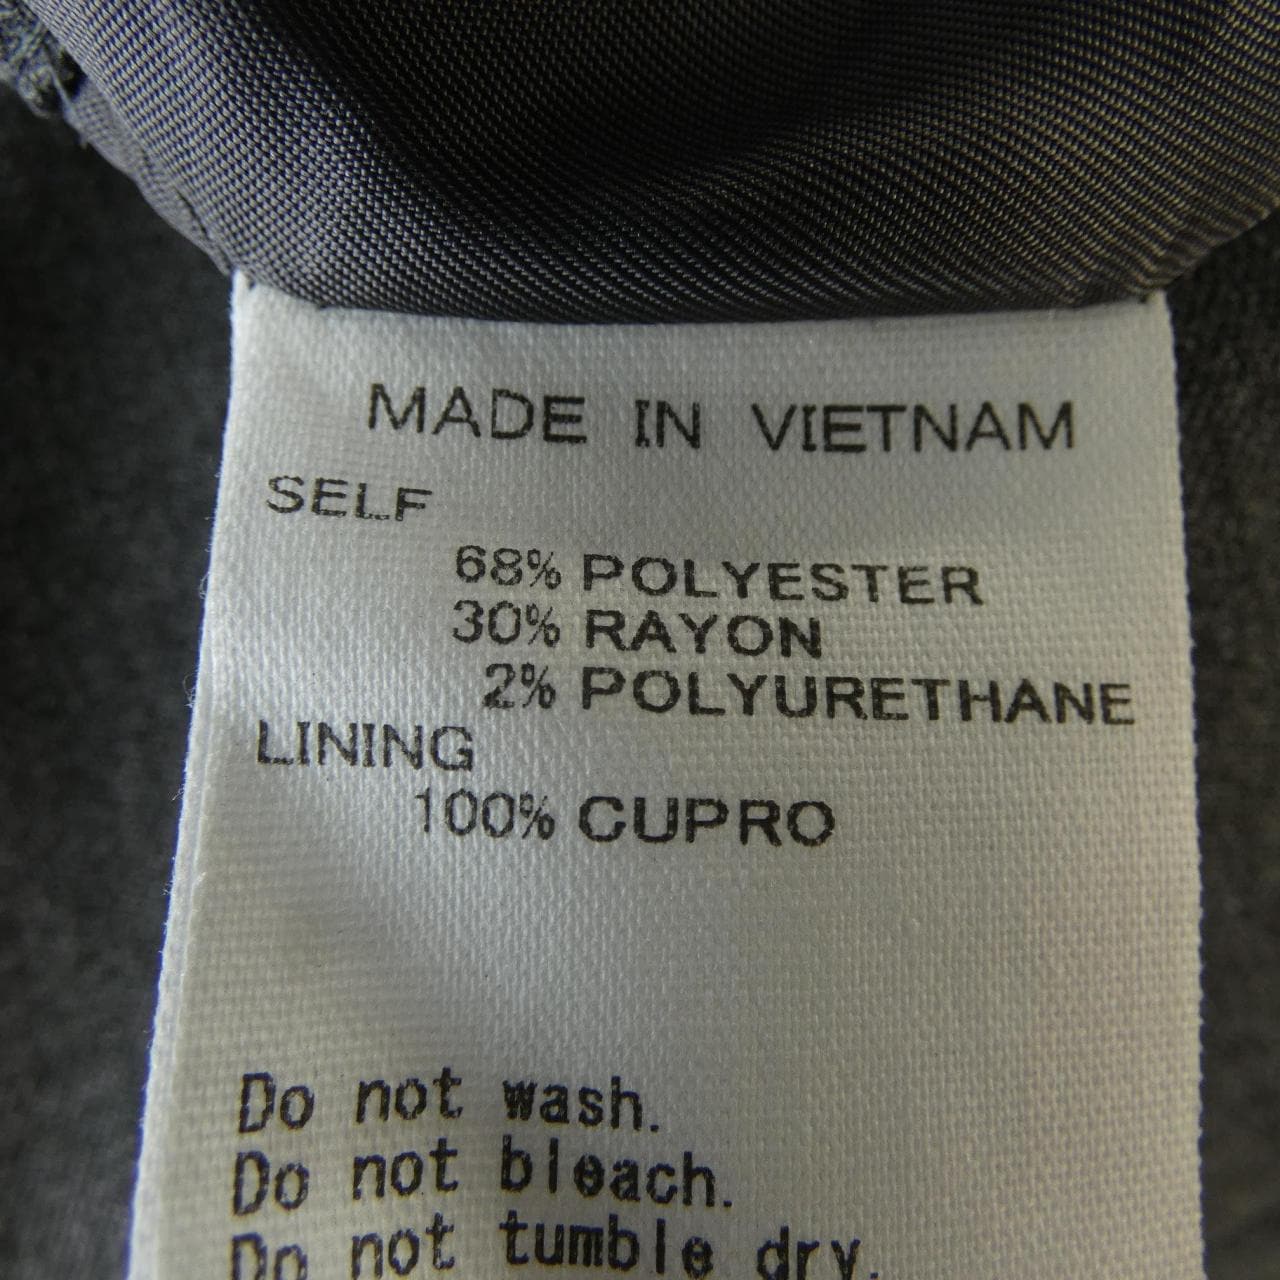 MADE IN VIETNAM
SELF
68% POLYESTER
30% RAYON
2% POLYURETHANE
LINING
100% CUPRO
Do not wash.
Do not bleach.
Do not tumble dry.